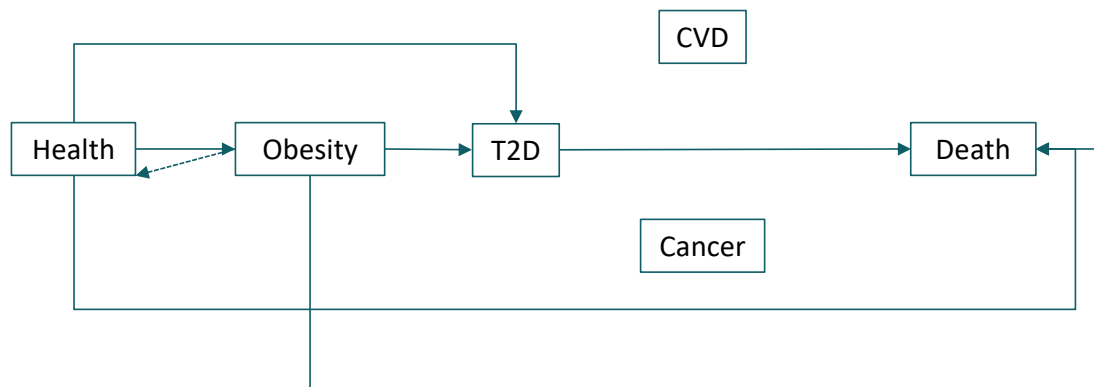 CVD
Health
Obesity
T2D
Death
Cancer